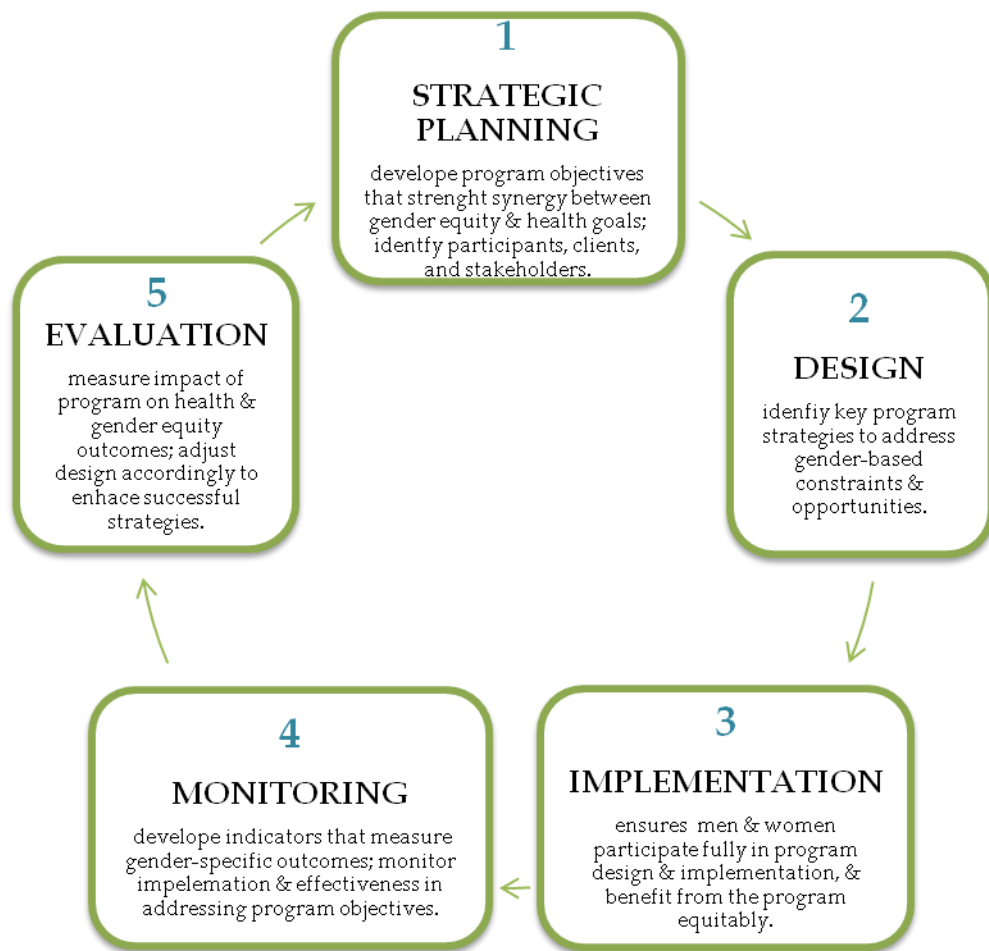 1
STRATEGIC
PLANNING
develope program objectives
that strenght synergy between
gender equity & health goals;
identfy participants, clients,
and stakeholders.
2
DESIGN
idenfiy key program
strategies to address
gender-based
constraints &
opportunities.
3
IMPLEMENTATION
ensures men & women
participate fully in program
design & implementation, &
benefit from the program
equitably.
4
MONITORING
develope indicators that measure
gender-specific outcomes; monitor
impelemation & effectiveness in
addressing program objectives.
5
EVALUATION
measure impact of
program on health &
gender equity
outcomes; adjust
design accordingly to
enhace successful
strategies.